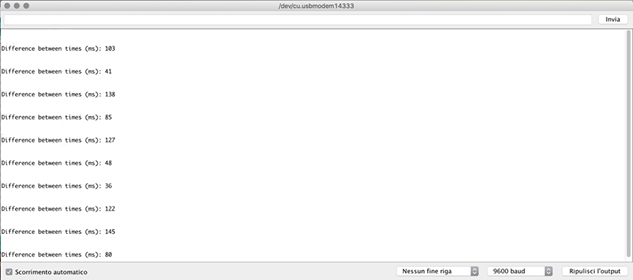 /dev/cu.usbmodem14333
Invia
Difference between times (ms): 103
Difference between times (ms): 41
Difference between times (ms): 138
Difference between times (ms): 85
Difference between times (ms): 127
Difference between times (ms): 48
Difference between times (ms): 36
Difference between times (ms): 122
Difference between times (ms): 145
Difference between times (ms): 80
Scorrimento automatico
Nessun fine riga
9600 baud
Ripulisci l'output